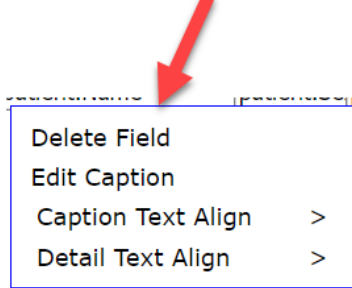 Delete Field
Edit Caption
Caption Text Align >
Detail Text Align >